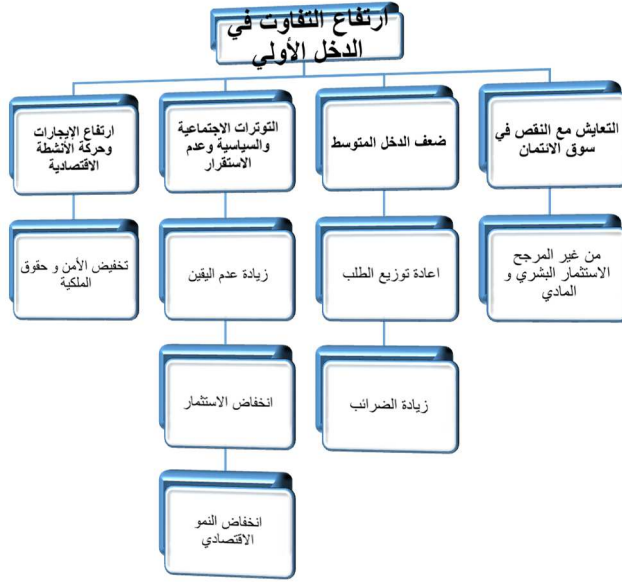 ارتفاع التفاوت في
الدخل الأولي
التعايش مع النقص في
سوق الائتمان
من غير المرجح
الاستثمار البشري و
المادي
ضعف الدخل المتوسط
اعادة توزيع الطلب
زيادة الضرائب
التوترات الاجتماعية
والسياسية وعدم
الاستقرار
زيادة عدم اليقين
انخفاض الاستثمار
انخفاض النمو
الاقتصادي
ارتفاع الإيجارات
وحركة الأنشطة
الاقتصادية
تخفيض الأمن و حقوق
الملكية